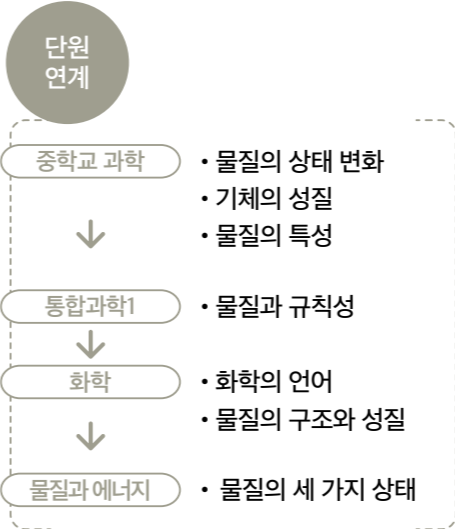 단원
연계
중학교 과학
• 물질의 상태 변화
• 기체의 성질
• 물질의 특성
통합과학1
• 물질과 규칙성
화학
• 화학의 언어
• 물질의 구조와 성질
물질과 에너지
• 물질의 세 가지 상태